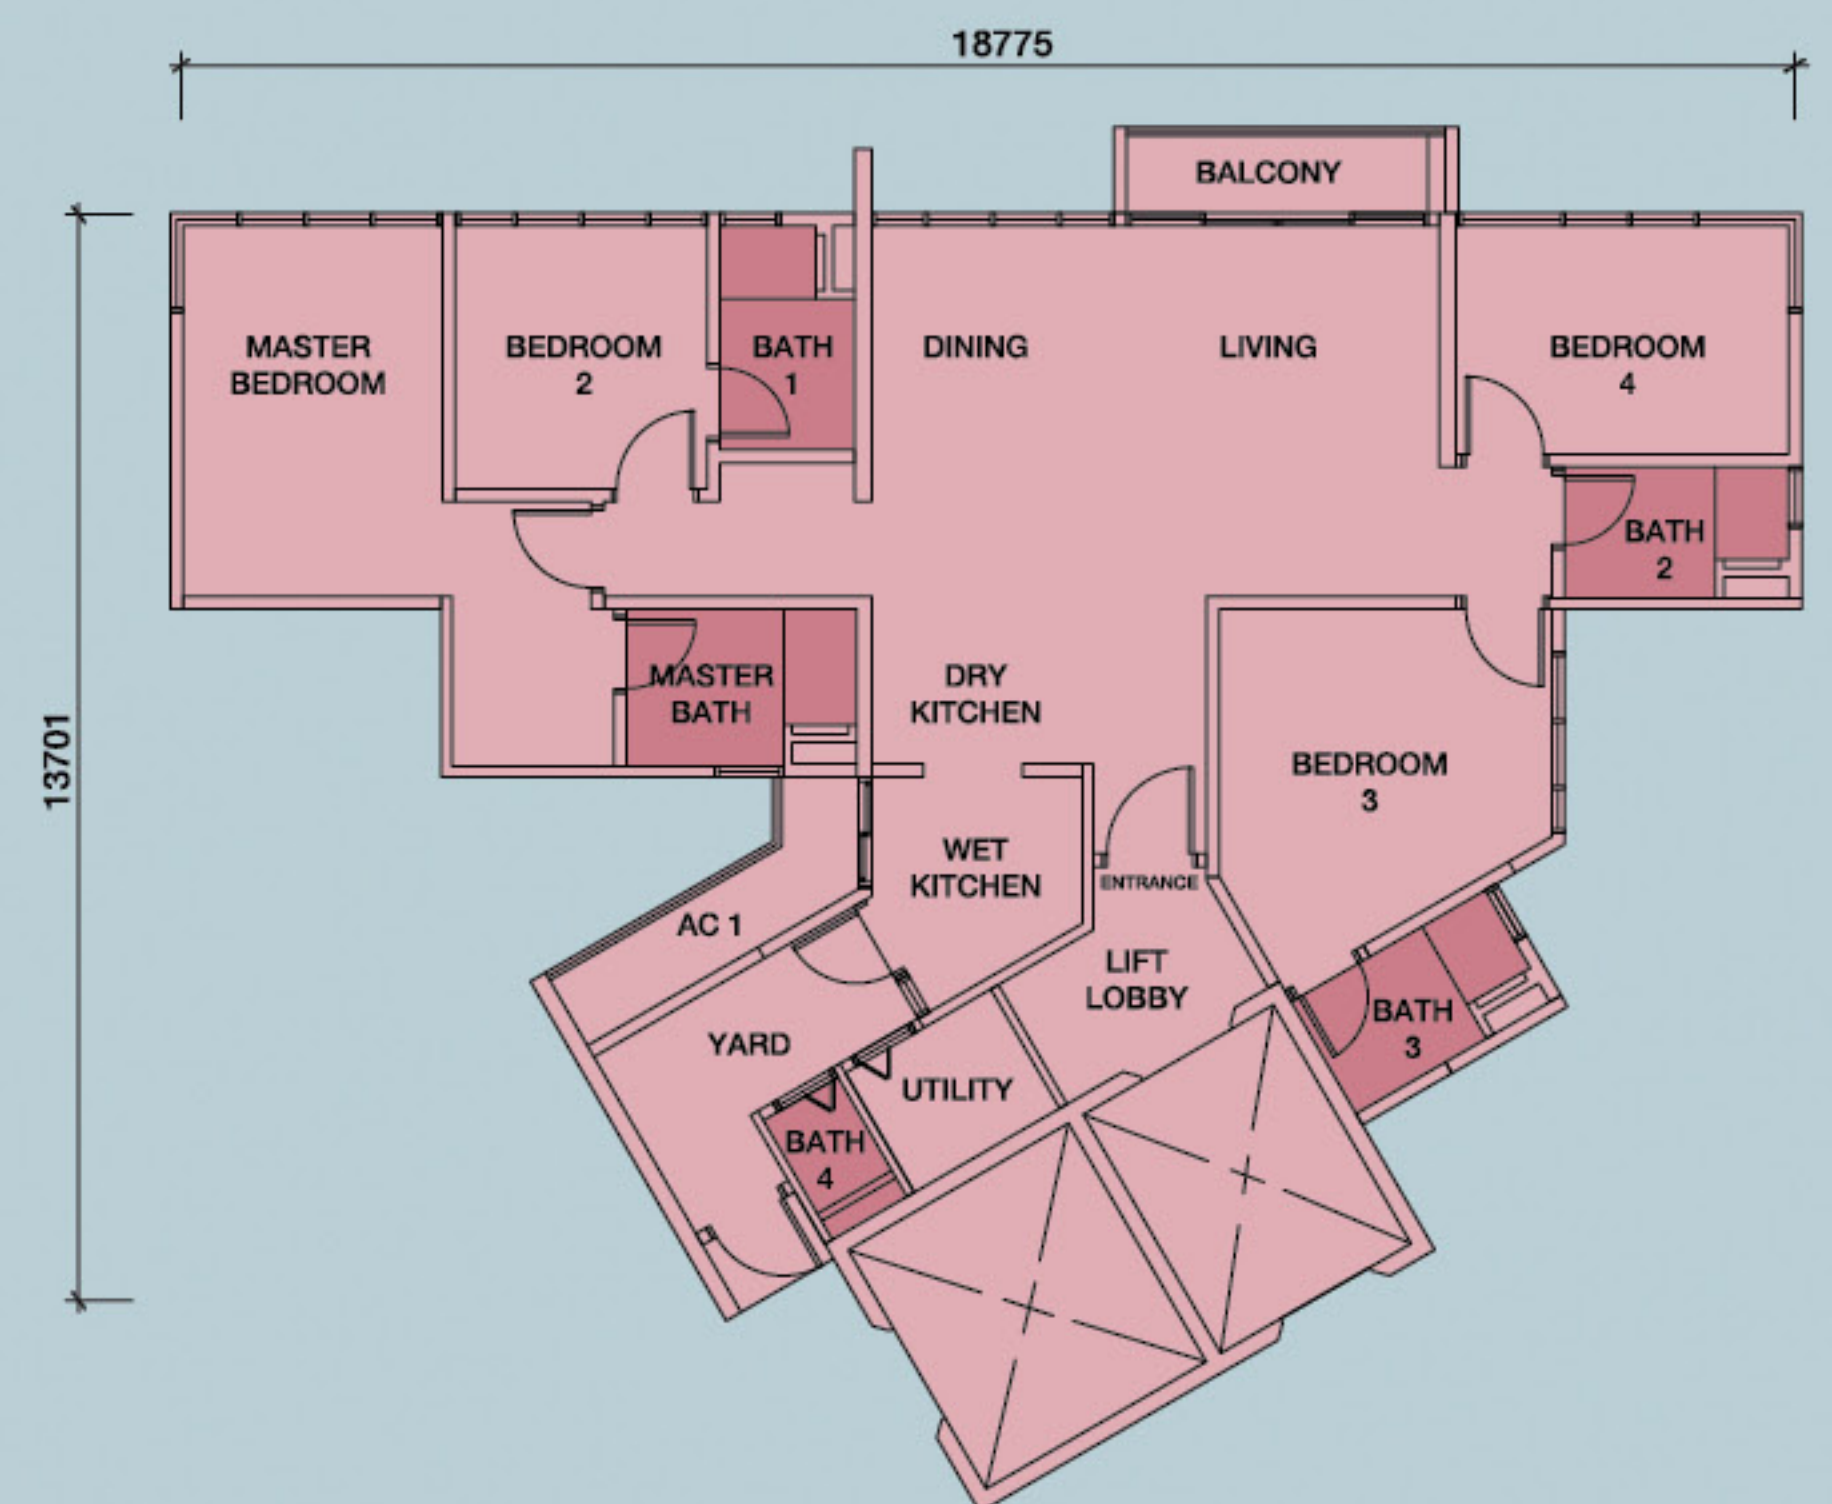 18775
BALCONY
MASTER
BEDROOM
BEDROOM
2
BATH
1
DINING
LIVING
BEDROOM
4
BATH
2
MASTER
BATH
DRY
KITCHEN
13701
BEDROOM
3
WET
KITCHEN
ENTRANCE
AC 1
LIFT
LOBBY
BATH
3
YARD
UTILITY
BATH
4